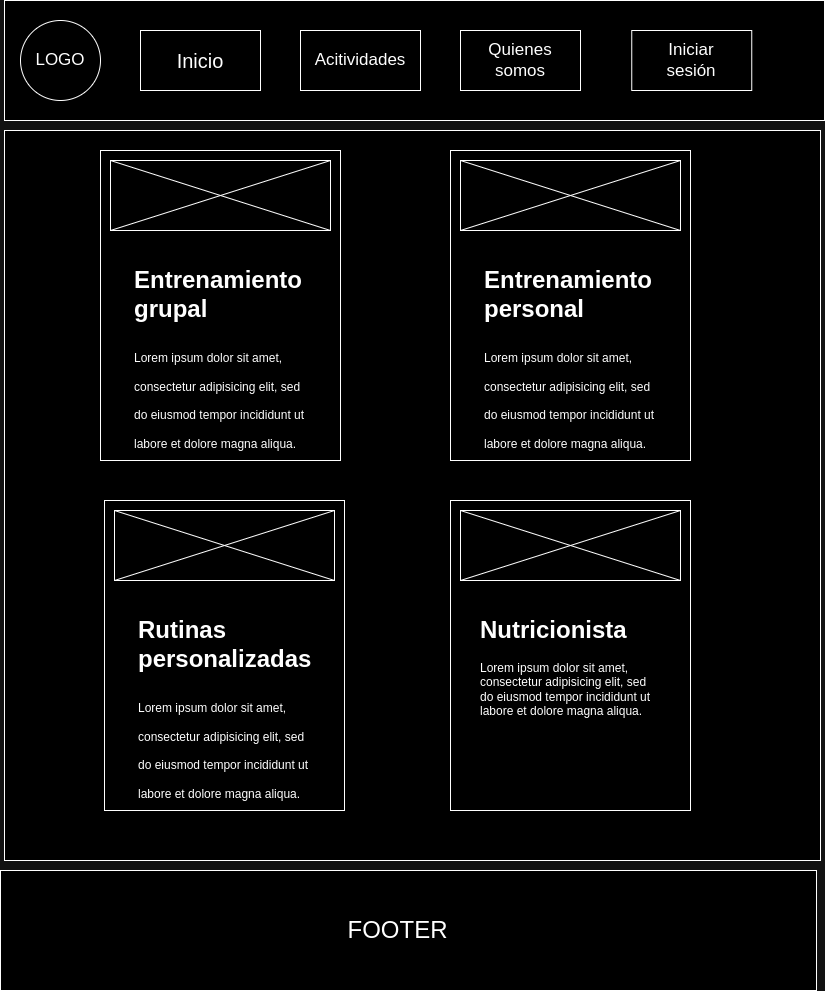 LOGO
Inicio
Acitividades
Quienes
somos
Iniciar
sesión
Entrenamiento
grupal
Lorem ipsum dolor sit amet,
consectetur adipisicing elit, sed
do eiusmod tempor incididunt ut
labore et dolore magna aliqua.
Entrenamiento
personal
Lorem ipsum dolor sit amet,
consectetur adipisicing elit, sed
do eiusmod tempor incididunt ut
labore et dolore magna aliqua.
Rutinas
personalizadas
Lorem ipsum dolor sit amet,
consectetur adipisicing elit, sed
do eiusmod tempor incididunt ut
labore et dolore magna aliqua.
Nutricionista
Lorem ipsum dolor sit amet,
consectetur adipisicing elit, sed
do eiusmod tempor incididunt ut
labore et dolore magna aliqua.
FOOTER